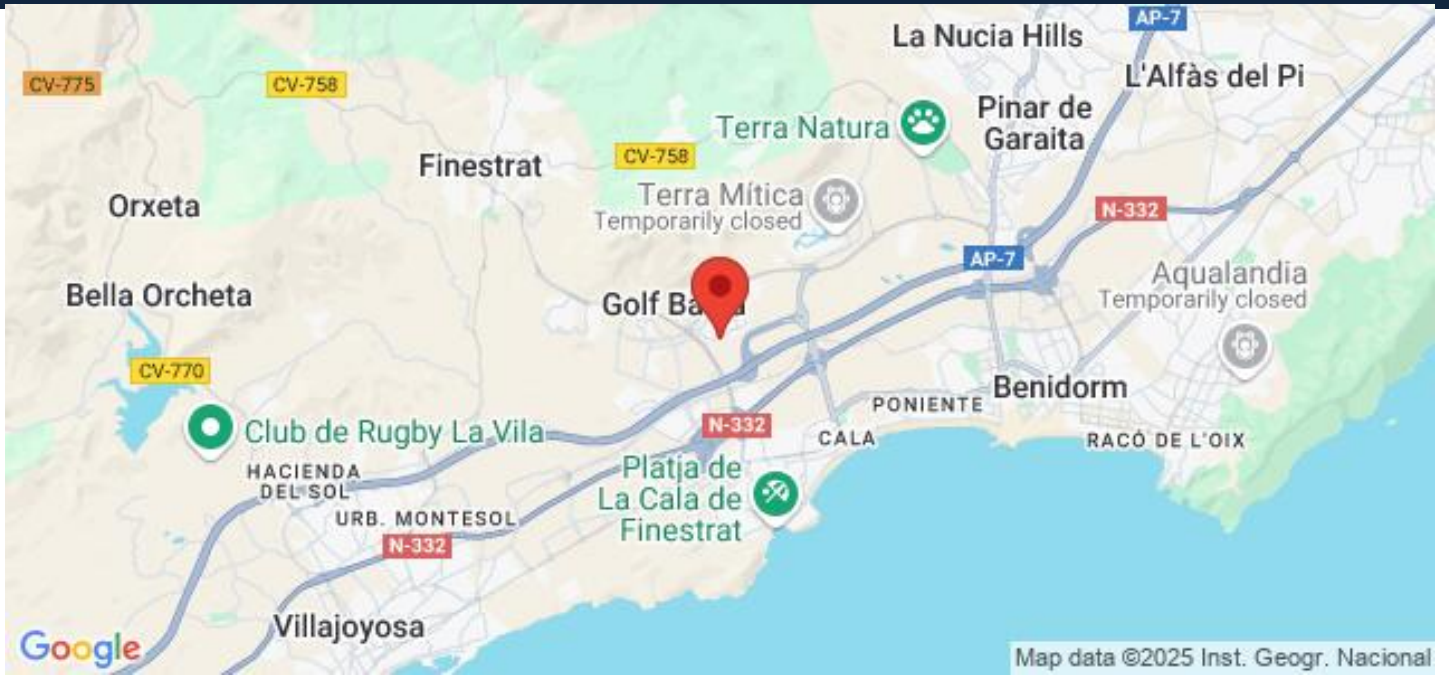 AP-7
La Nucia Hills
L'Alfàs del Pi
CV-775
CV-758
Pinar de
Garaita
Terra Natura
Finestrat
CV-758
Terra Mítica
Temporarily closed
Orxeta
N-332
AP-7
Aqualandia
Temporarily closed
Bella Orcheta
Golf Ba
CV-770
Benidorm
PONIENTE
N-332
CALA
RACÓ DE L'OIX
Club de Rugby La Vila
HACIENDA
DEL SOL
Platja de
La Cala de
Finestrat
URB. MONTESOL
N-332
Villajoyosa
Google
Map data ©2025 Inst. Geogr. Nacional